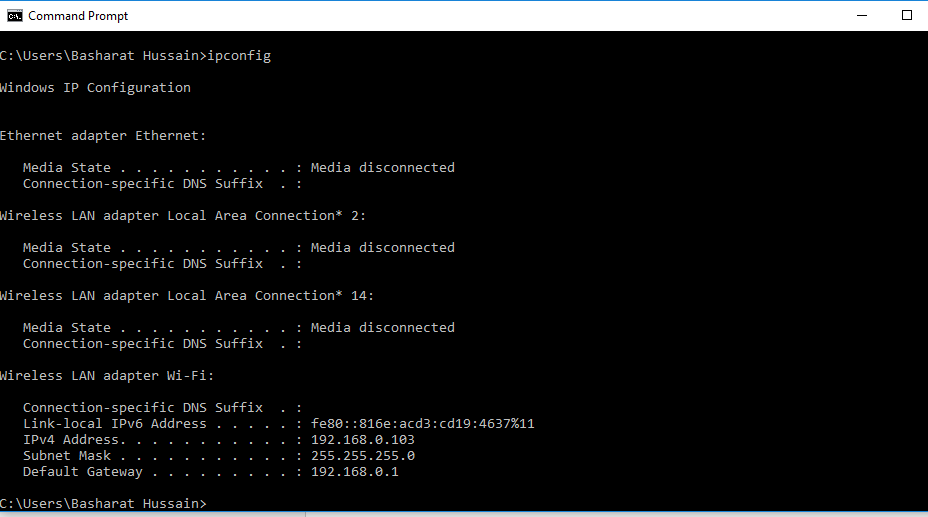 Command Prompt
C:\Users\Basharat Hussain>ipconfig
Windows IP Configuration
Ethernet adapter Ethernet:
   Media State . . . . . . . . . . . : Media disconnected
   Connection-specific DNS Suffix  . :
Wireless LAN adapter Local Area Connection* 2:
   Media State . . . . . . . . . . . : Media disconnected
   Connection-specific DNS Suffix  . :
Wireless LAN adapter Local Area Connection* 14:
   Media State . . . . . . . . . . . : Media disconnected
   Connection-specific DNS Suffix  . :
Wireless LAN adapter Wi-Fi:
   Connection-specific DNS Suffix  . :
   Link-local IPv6 Address . . . . . : fe80::816e:acd3:cd19:4637%11
   IPv4 Address. . . . . . . . . . . : 192.168.0.103
   Subnet Mask . . . . . . . . . . . : 255.255.255.0
   Default Gateway . . . . . . . . . : 192.168.0.1
C:\Users\Basharat Hussain>